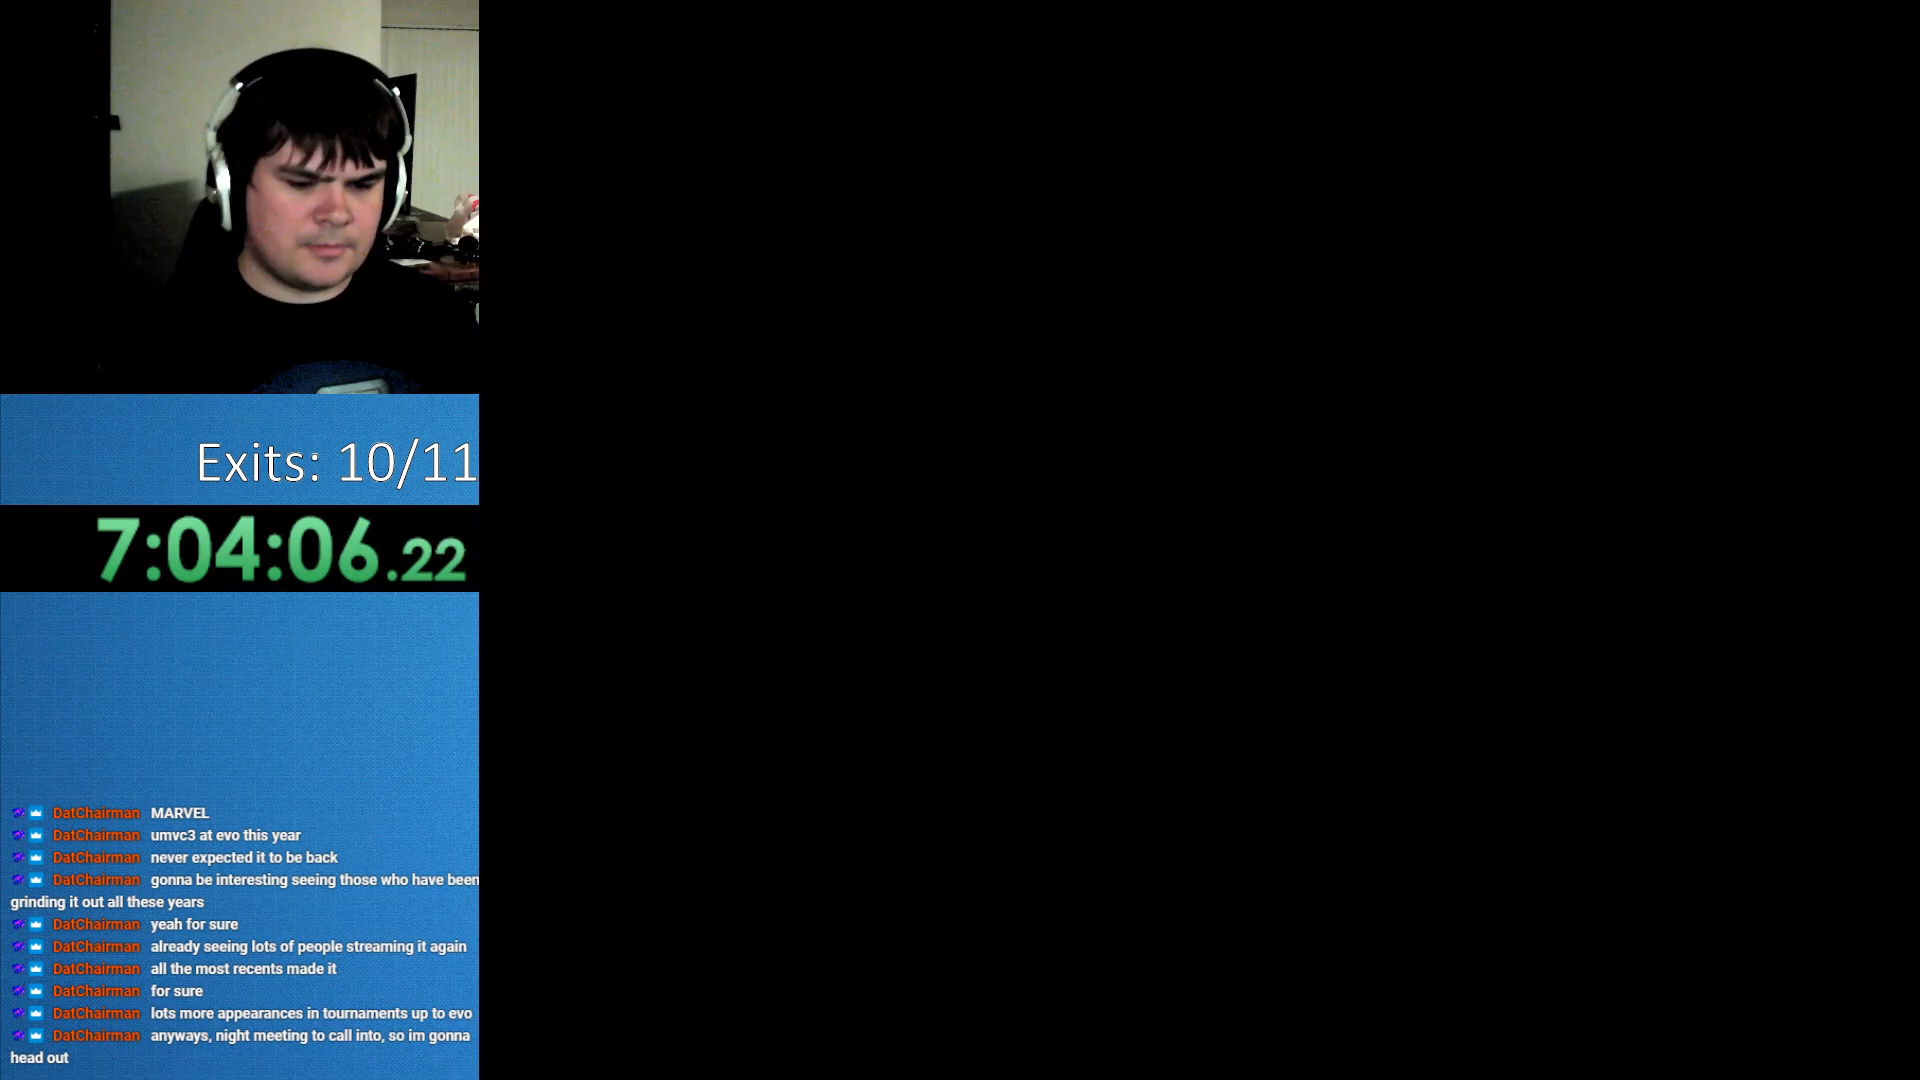 Exits: 10/11
7:04:06.22
DatChairman MARVEL
DatChairman umvc3 at evo this year
DatChairman never expected it to be back
DatChairman gonna be interesting seeing those who have been
grinding it out all these years
DatChairman yeah for sure
DatChairman already seeing lots of people streaming it again
DatChairman all the most recents made it
DatChairman for sure
DatChairman lots more appearances in tournaments up to evo
DatChairman anyways, night meeting to call into, so im gonna
head out